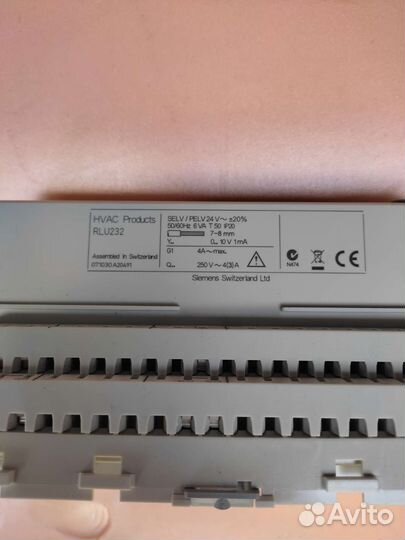 HVAC Products
RLU232
Assembled in Switzerland
SELV / PELV 24 V ~ ±20%
50/60Hz 6 VA T 50 IP20
7-8 mm
Y... 0... 10 V 1mA
G1 4A~max.
Q... 250 V ~ 4(3) A
N474
CE
Siemens Switzerland Ltd
Avito